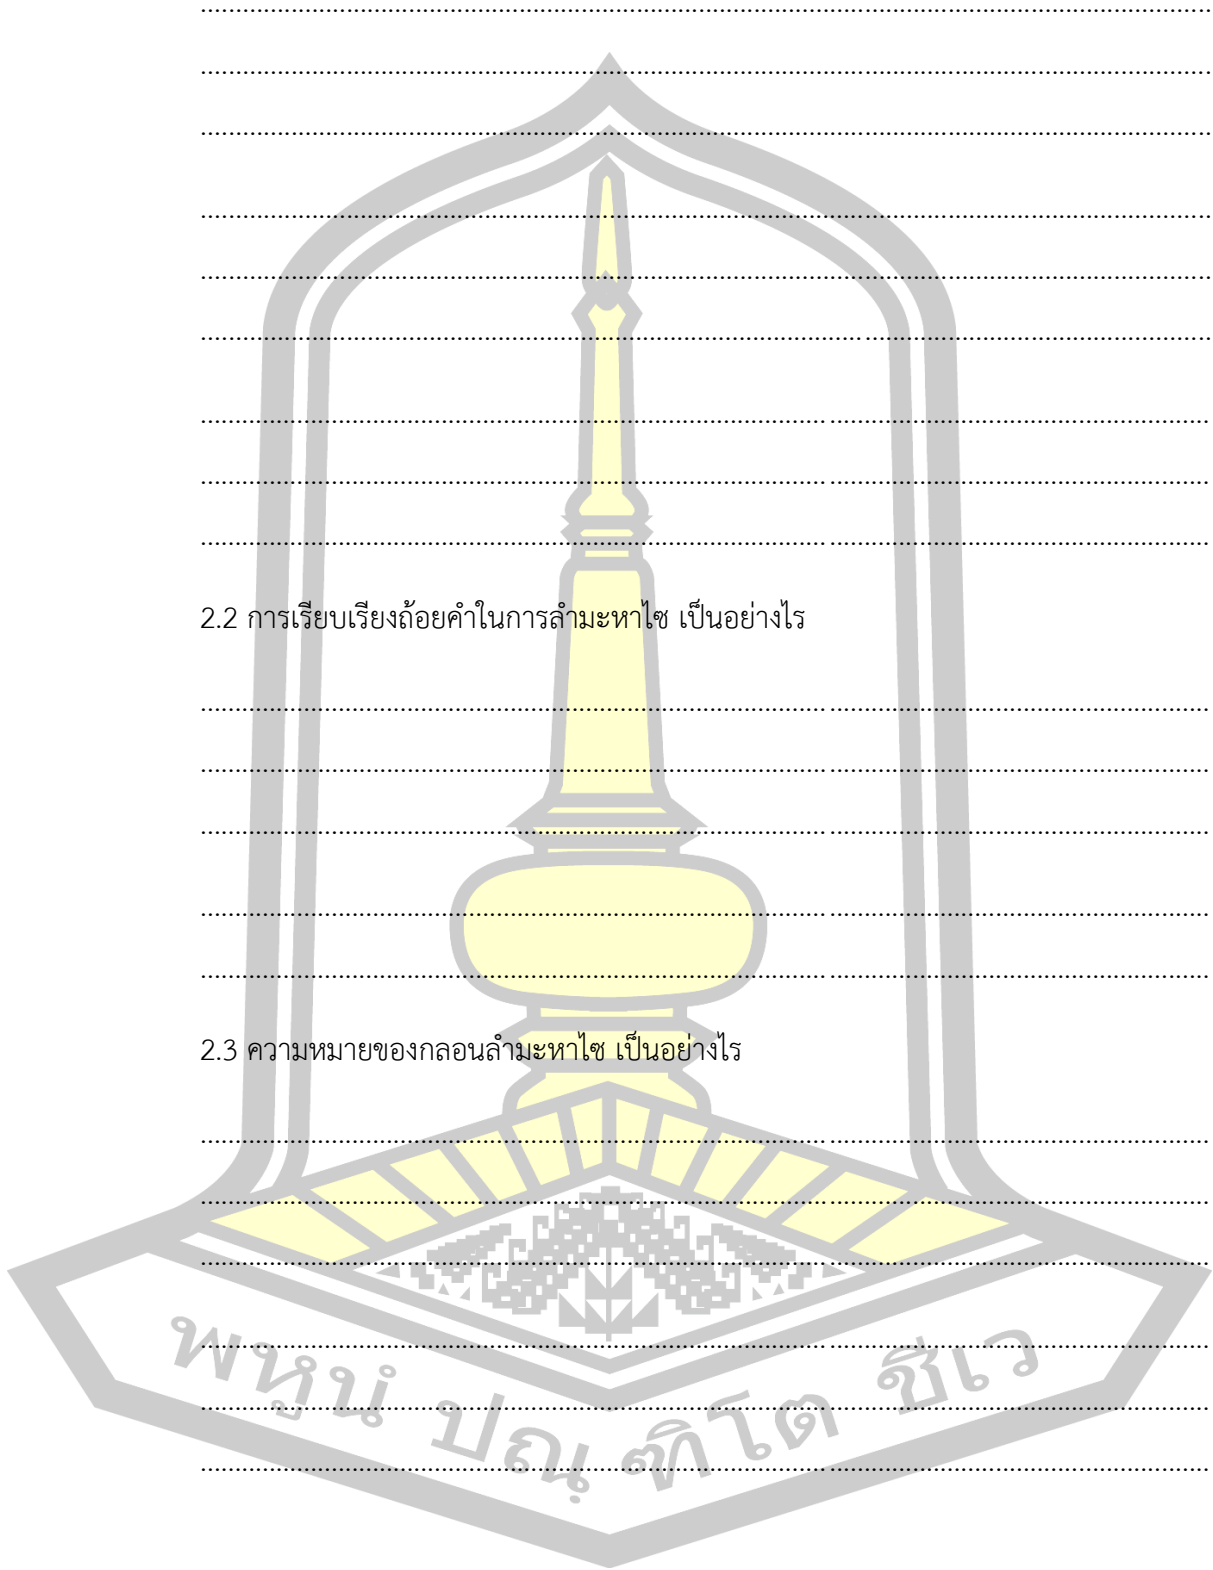 2.2 การเรียบเรียงถ้อยคำในการลำมะหาไซ เป็นอย่างไร
2.3 ความหมายของกลอนลำมะหาไซ เป็นอย่างไร
พหูนํ ปณฺฑิโต ชีเว